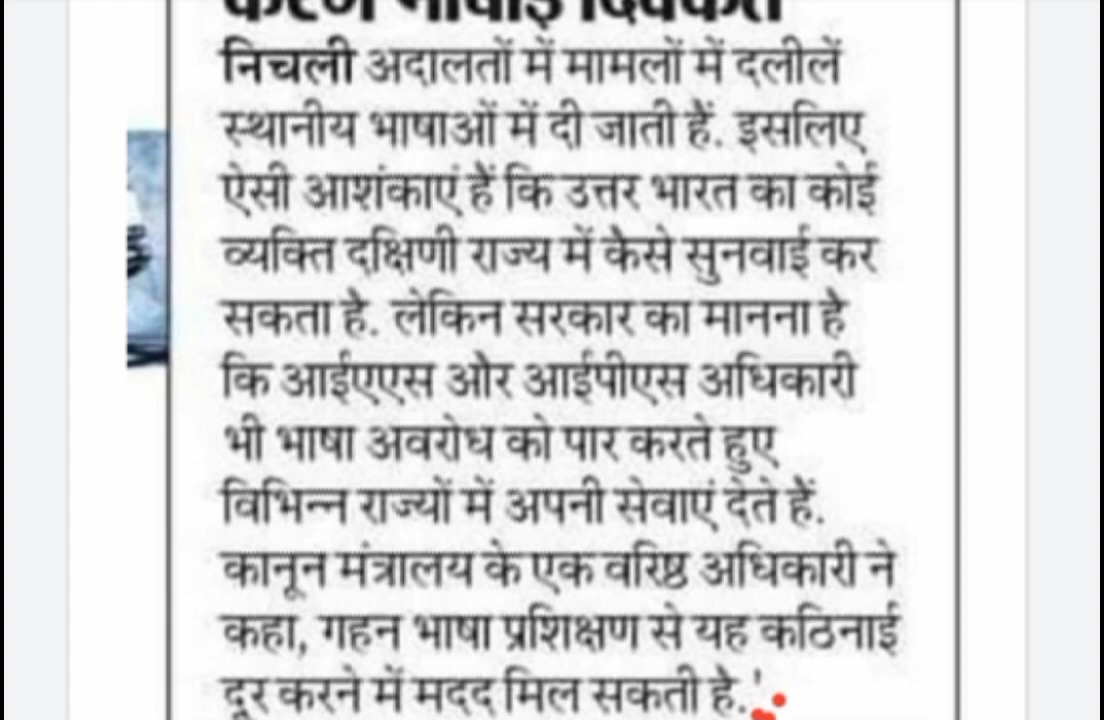 निचली अदालतों में मामलों में दलीलें
स्थानीय भाषाओं में दी जाती हैं. इसलिए
ऐसी आशंकाएं हैं कि उत्तर भारत का कोई
व्यक्ति दक्षिणी राज्य में कैसे सुनवाई कर
सकता है. लेकिन सरकार का मानना है
कि आईएएस और आईपीएस अधिकारी
भी भाषा अवरोध को पार करते हुए
विभिन्न राज्यों में अपनी सेवाएं देते हैं.
कानून मंत्रालय के एक वरिष्ठ अधिकारी ने
कहा, गहन भाषा प्रशिक्षण से यह कठिनाई
दूर करने में मदद मिल सकती है.'